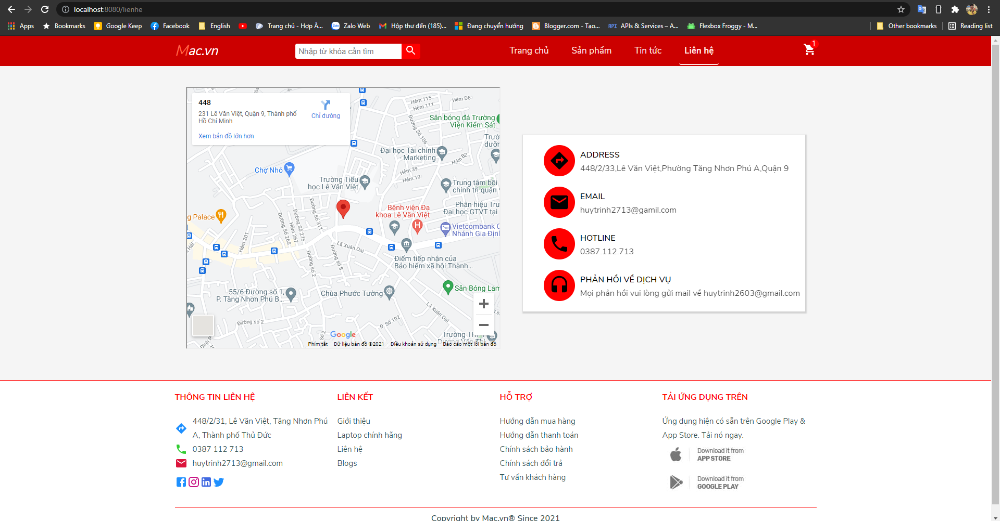 localhost:8080/lienhe
Apps
Bookmarks
Google Keep
Facebook
English
Trang chủ - Hợp Â...
Zalo Web
Hộp thư đến (185)...
Đang chuyển hướng
Blogger.com - Tạo...
API
APIs & Services – A...
Flexbox Froggy - M...
Other bookmarks
Reading list
Mac.vn
Nhập từ khóa cần tìm
Trang chủ
Sản phẩm
Tin tức
Liên hệ
1
448
231 Lê Văn Việt, Quận 9, Thành phố
Hồ Chí Minh
Chỉ đường
Xem bản đồ lớn hơn
Hẻm 115
Hẻm D6
Hẻm 111
Sân bóng đá Trường
Viện Kiểm Sát
Đường Số 106
Trườ
dưỡn
Đại học Tài chính
- Marketing
Hẻm B2
Chợ Nhỏ
Hẻm 39
Hẻm 10
Trường Tiểu
học Lê Văn Việt
Trung tâm bồi
chính trị quận 9
Phân hiệu Trư
Đại học GTVT tại
Bệnh viện Đa
khoa Lê Văn Việt
g Palace
Đường Số 311
Đường Số 275
Hẻm 267
Đường Số 265
Hẻm 201
Vietcombank C
Nhánh Gia Định
Lã Xuân Oai
Đường số 8
Đường số 2
Điểm tiếp nhận của
Bảo hiểm xã hội Thành...
55/6 Đường số 1,
P. Tăng Nhơn Phú B...
Chùa Phước Tường
Sân Bóng Lam
Lã Xuân Oai
Đ. Số 102
Đường số 2
Google
Phím tắt
Dữ liệu bản đồ ©2021
Điều khoản sử dụng
Báo cáo một lỗi bản đồ
ADDRESS
448/2/33,Lê Văn Việt,Phường Tăng Nhơn Phú A,Quận 9
EMAIL
huytrinh2713@gamil.com
HOTLINE
0387.112.713
PHẢN HỒI VỀ DỊCH VỤ
Mọi phản hồi vui lòng gửi mail về huytrinh2603@gmail.com
THÔNG TIN LIÊN HỆ
448/2/31, Lê Văn Việt, Tăng Nhơn Phú
A, Thành phố Thủ Đức
0387 112 713
huytrinh2713@gmail.com
LIÊN KẾT
Giới thiệu
Laptop chính hãng
Liên hệ
Blogs
HỖ TRỢ
Hướng dẫn mua hàng
Hướng dẫn thanh toán
Chính sách bảo hành
Chính sách đổi trả
Tư vấn khách hàng
TẢI ỨNG DỤNG TRÊN
Ứng dụng hiện có sẵn trên Google Play &
App Store. Tải nó ngay.
Download it from
APP STORE
Download it from
GOOGLE PLAY
Copyright by Mac.vn® Since 2021